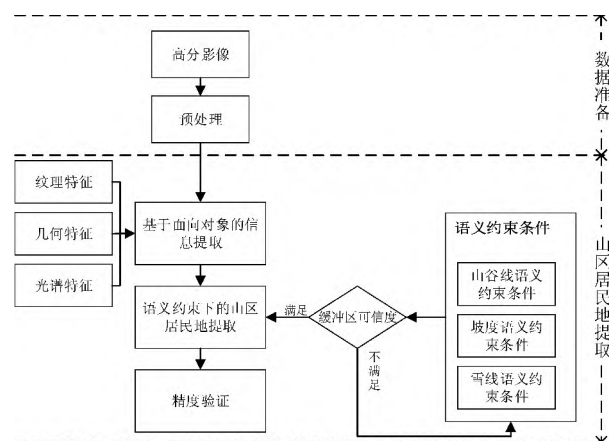 高分影像
预处理
数据准备
纹理特征
几何特征
光谱特征
基于面向对象的信
息提取
语义约束下的山区
居民地提取
精度验证
满足
缓冲区可信度
不
满
足
语义约束条件
山谷线语义
约束条件
坡度语义约
束条件
雪线语义约
束条件
山区居民地提取